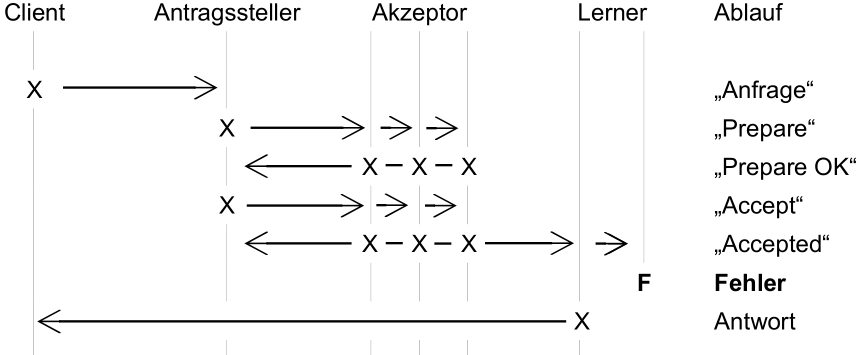 Client Antragssteller Akzeptor Lerner Ablauf
X „Anfrage“
X „Prepare“
X X X „Prepare OK“
X „Accept“
X X X „Accepted“
F Fehler
X Antwort